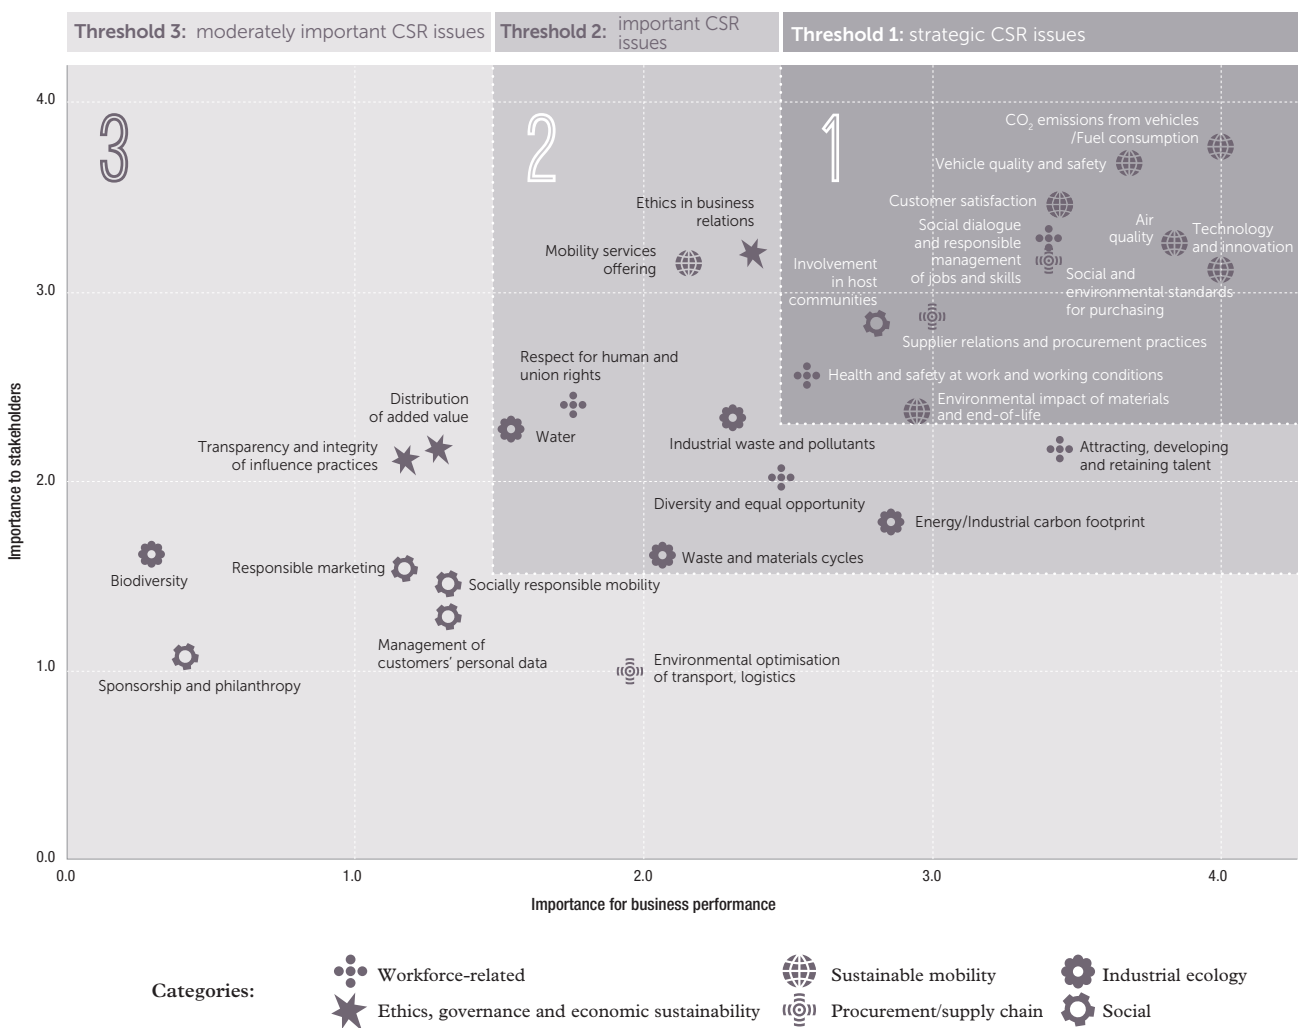 Threshold 3: moderately important CSR issues
Threshold 2: important CSR
issues
Threshold 1: strategic CSR issues
4.0
3.0
2.0
1.0
0.0
Importance to stakeholders
3
2
1
CO2 emissions from vehicles
/Fuel consumption
Vehicle quality and safety
Customer satisfaction
Social dialogue
and responsible
management
of jobs and skills
Air
quality
Technology
and innovation
Ethics in business
relations
Mobility services
offering
Involvement
in host
communities
Social and
environmental standards
for purchasing
Supplier relations and procurement practices
Respect for human and
union rights
Health and safety at work and working conditions
Environmental impact of materials
and end-of-life
Distribution
of added value
Transparency and integrity
of influence practices
Water
Industrial waste and pollutants
Attracting, developing
and retaining talent
Diversity and equal opportunity
Energy/Industrial carbon footprint
Waste and materials cycles
Biodiversity
Responsible marketing
Socially responsible mobility
Management of
customers' personal data
Environmental optimisation
of transport, logistics
Sponsorship and philanthropy
0.0
1.0
2.0
3.0
4.0
Importance for business performance
Categories:
Workforce-related
Sustainable mobility
Industrial ecology
Ethics, governance and economic sustainability
Procurement/supply chain
Social